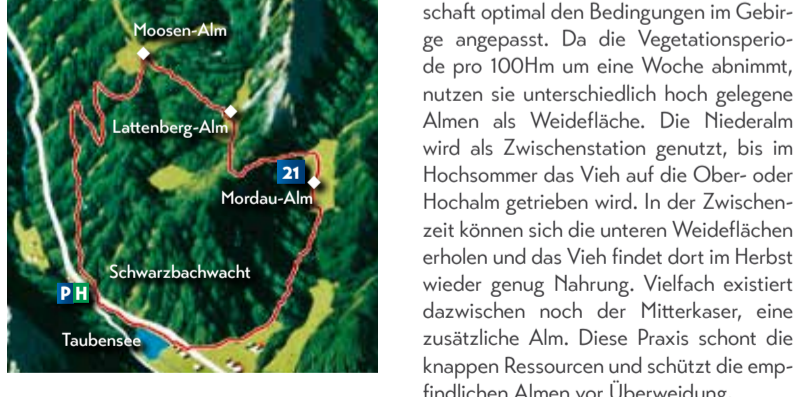 Moosen-Alm
Lattenberg-Alm
21
Mordau-Alm
Schwarzbachwacht
P H
Taubensee
schaft optimal den Bedingungen im Gebir-
ge angepasst. Da die Vegetationsperio-
de pro 100Hm um eine Woche abnimmt,
nutzen sie unterschiedlich hoch gelegene
Almen als Weidefläche. Die Niederalm
wird als Zwischenstation genutzt, bis im
Hochsommer das Vieh auf die Ober- oder
Hochalm getrieben wird. In der Zwischen-
zeit können sich die unteren Weideflächen
erholen und das Vieh findet dort im Herbst
wieder genug Nahrung. Vielfach existiert
dazwischen noch der Mitterkaser, eine
zusätzliche Alm. Diese Praxis schont die
knappen Ressourcen und schützt die emp-
findlichen Almen vor Überweidung